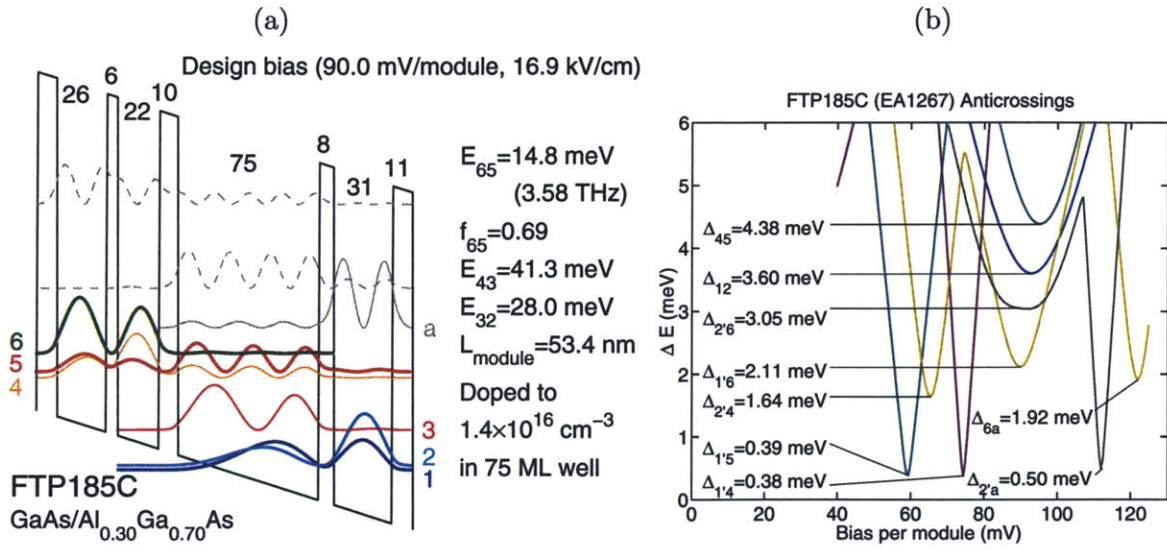 (a)
Design bias (90.0 mV/module, 16.9 kV/cm)
26
6
22
10
75
8
31
11
E65=14.8 meV
(3.58 THz)
f65=0.69
E43=41.3 meV
E32=28.0 meV
Lmodule=53.4 nm
Doped to
1.4×10^16 cm^-3
in 75 ML well
a
6
5
4
3
2
1
FTP185C
GaAs/Al0.30Ga0.70As
(b)
FTP185C (EA1267) Anticrossings
Δ E (meV)
6
5
4
3
2
1
0
Δ45=4.38 meV
Δ12=3.60 meV
Δ2'6=3.05 meV
Δ1'6=2.11 meV
Δ2'4=1.64 meV
Δ6a=1.92 meV
Δ1'5=0.39 meV
Δ1'4=0.38 meV
Δ2'a=0.50 meV
0 20 40 60 80 100 120
Bias per module (mV)